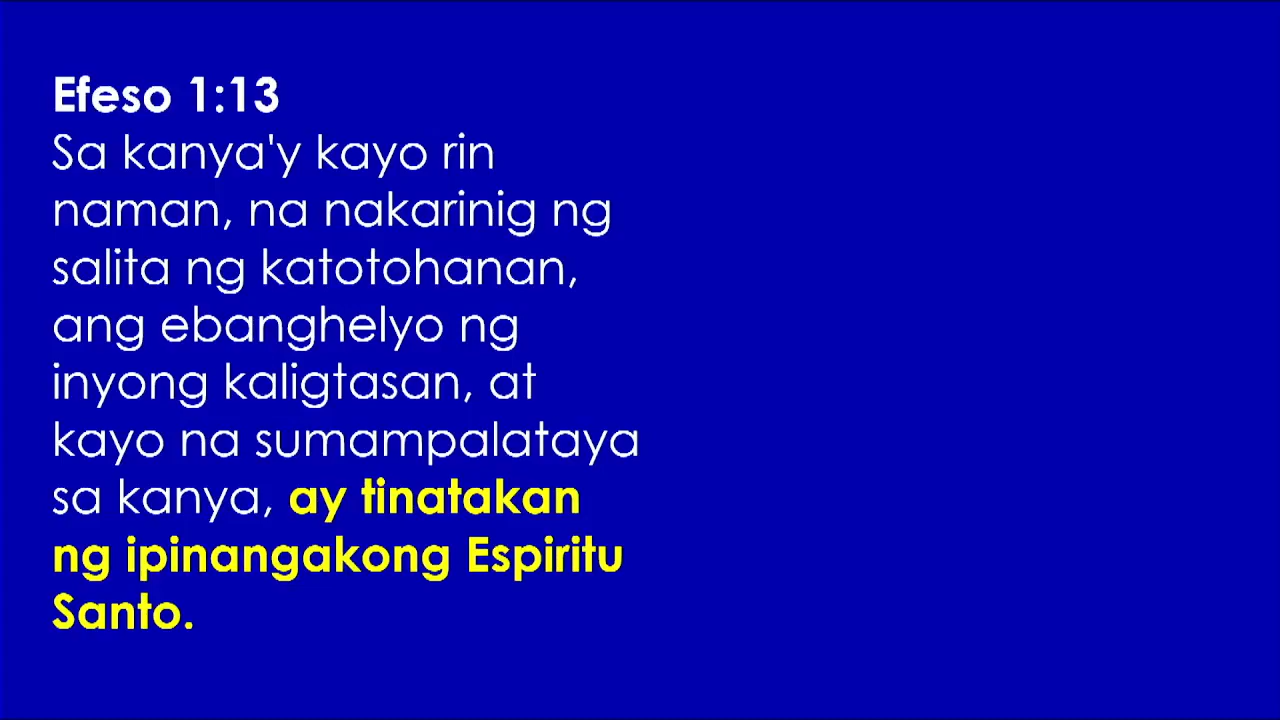 Efeso 1:13
Sa kanya'y kayo rin
naman, na nakarinig ng
salita ng katotohanan,
ang ebanghelyo ng
inyong kaligtasan, at
kayo na sumampalataya
sa kanya, ay tinatakan
ng ipinangakong Espiritu
Santo.